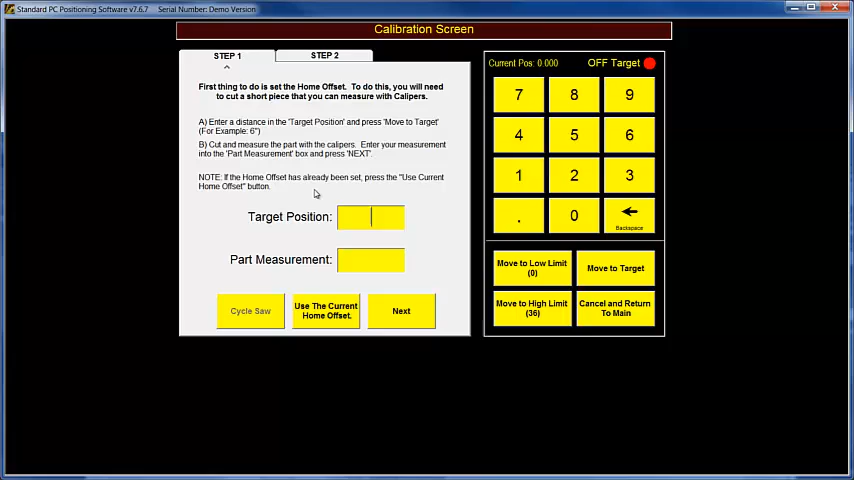 Standard PC Positioning Software v7.6.7 Serial Number: Demo Version
Calibration Screen
STEP 1 STEP 2
First thing to do is set the Home Offset. To do this, you will need
to cut a short piece that you can measure with Calipers.
A) Enter a distance in the 'Target Position' and press 'Move to Target'
(For Example: 6")
B) Cut and measure the part with the calipers. Enter your measurement
into the 'Part Measurement' box and press 'NEXT'.
NOTE: If the Home Offset has already been set, press the "Use Current
Home Offset" button.
Target Position:
Part Measurement:
Cycle Saw
Use The Current
Home Offset.
Next
Current Pos: 0.000 OFF Target
7 8 9
4 5 6
1 2 3
. 0
Backspace
Move to Low Limit
(0)
Move to Target
Move to High Limit
(36)
Cancel and Return
To Main